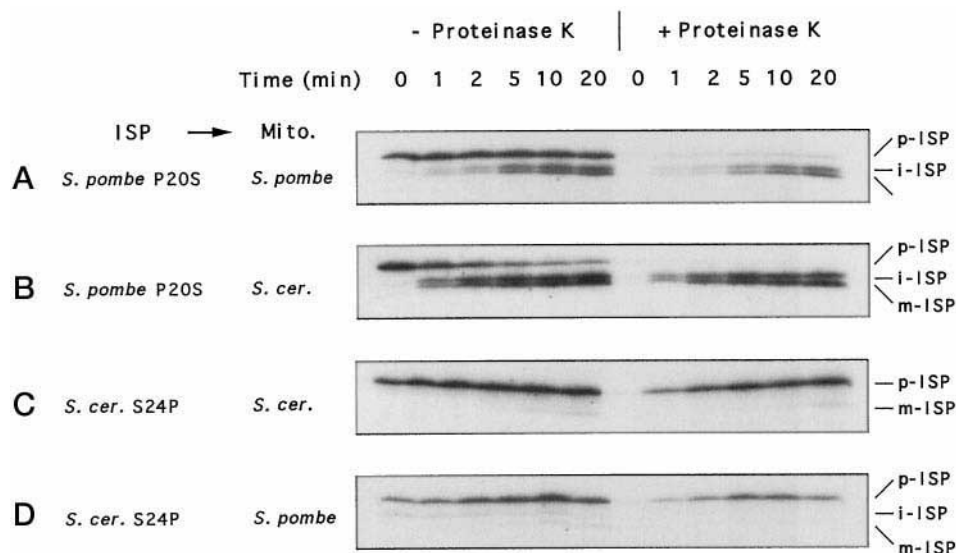 - Proteinase K + Proteinase K
Time (min) 0 1 2 5 10 20 0 1 2 5 10 20
ISP Mito.
p-ISP
A S. pombe P20S S. pombe i-ISP
p-ISP
B S. pombe P20S S. cer. i-ISP
m-ISP
p-ISP
C S. cer. S24P S. cer. m-ISP
p-ISP
D S. cer. S24P S. pombe i-ISP
m-ISP